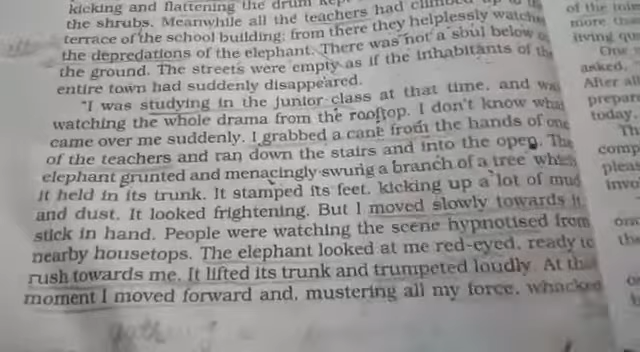 kicking and flattening the drum
the shrubs. Meanwhile all the teachers had climbed up to the
terrace of the school building; from there they helplessly watched
the depredations of the elephant. There was not a soul below on
the ground. The streets were empty as if the inhabitants of the
entire town had suddenly disappeared.
"I was studying in the junior class at that time, and was
watching the whole drama from the rooftop. I don't know what
came over me suddenly. I grabbed a cane from the hands of one
of the teachers and ran down the stairs and into the open. The
elephant grunted and menacingly swung a branch of a tree which
it held in its trunk. It stamped its feet, kicking up a lot of mud
and dust. It looked frightening. But I moved slowly towards it,
stick in hand. People were watching the scene hypnotised from
nearby housetops. The elephant looked at me red-eyed, ready to
rush towards me. It lifted its trunk and trumpeted loudly. At that
moment I moved forward and, mustering all my force, whacked
of the
more
living
One
asked.
After
today.